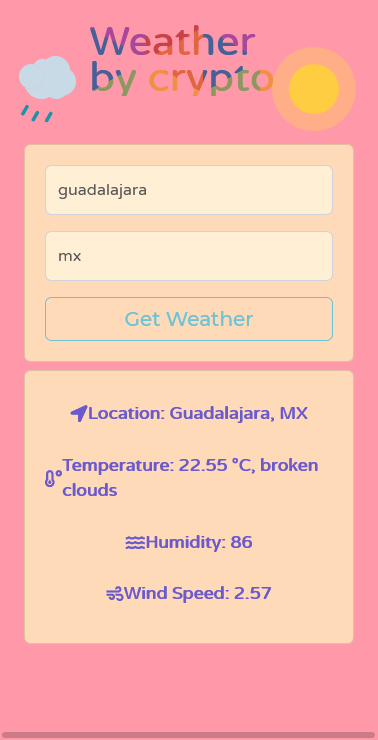 Weather
by crypto
guadalajara
mx
Get Weather
Location: Guadalajara, MX
Temperature: 22.55 °C, broken
clouds
Humidity: 86
Wind Speed: 2.57